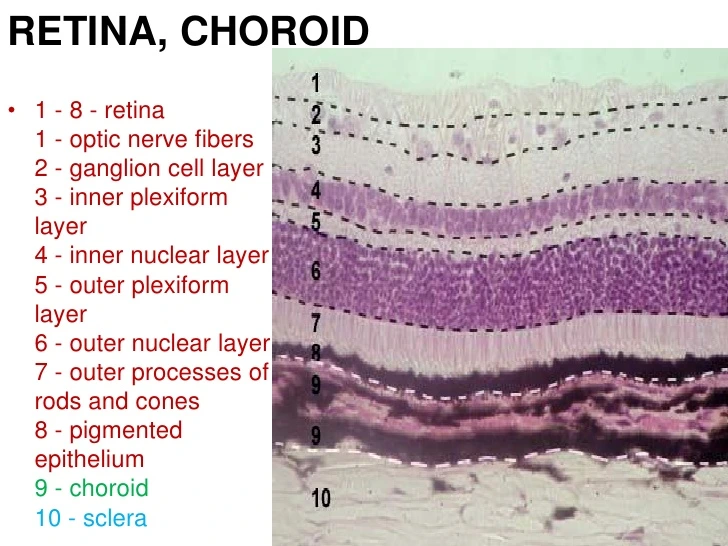 RETINA, CHOROID
• 1 - 8 - retina
1 - optic nerve fibers
2 - ganglion cell layer
3 - inner plexiform
layer
4 - inner nuclear layer
5 - outer plexiform
layer
6 - outer nuclear layer
7 - outer processes of
rods and cones
8 - pigmented
epithelium
9 - choroid
10 - sclera
1
2
3
4
5
6
7
8
9
9
10